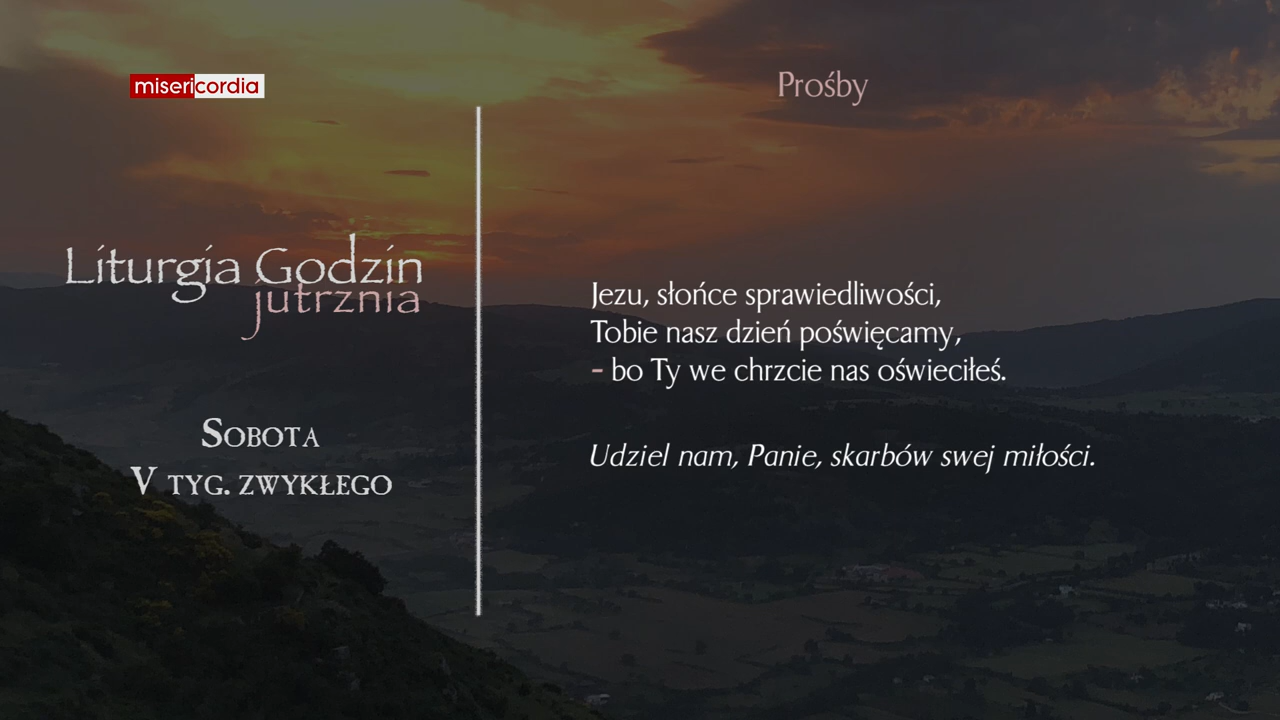 misericordia
Liturgia Godzin
jutrznia
Sobota
V tyg. zwykłego
Prośby
Jezu, słońce sprawiedliwości,
Tobie nasz dzień poświęcamy,
- bo Ty we chrzcie nas oświeciłeś.
Udziel nam, Panie, skarbów swej miłości.